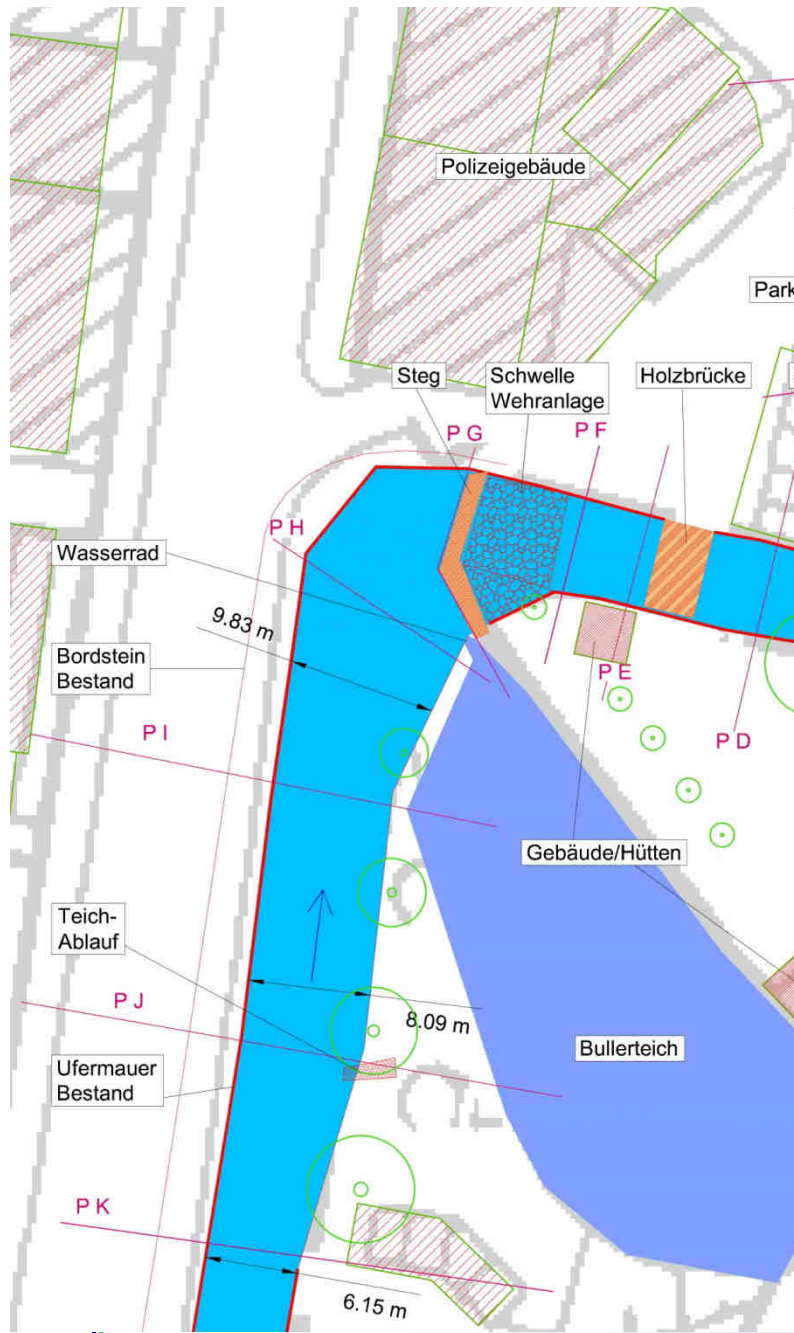 Polizeigebäude
Park
Steg
Schwelle
Wehranlage
Holzbrücke
P G
P F
P H
Wasserrad
9.83 m
Bordstein
Bestand
P E
P I
P D
Gebäude/Hütten
Teich-
Ablauf
P J
8.09 m
Bullerteich
Ufermauer
Bestand
P K
6.15 m